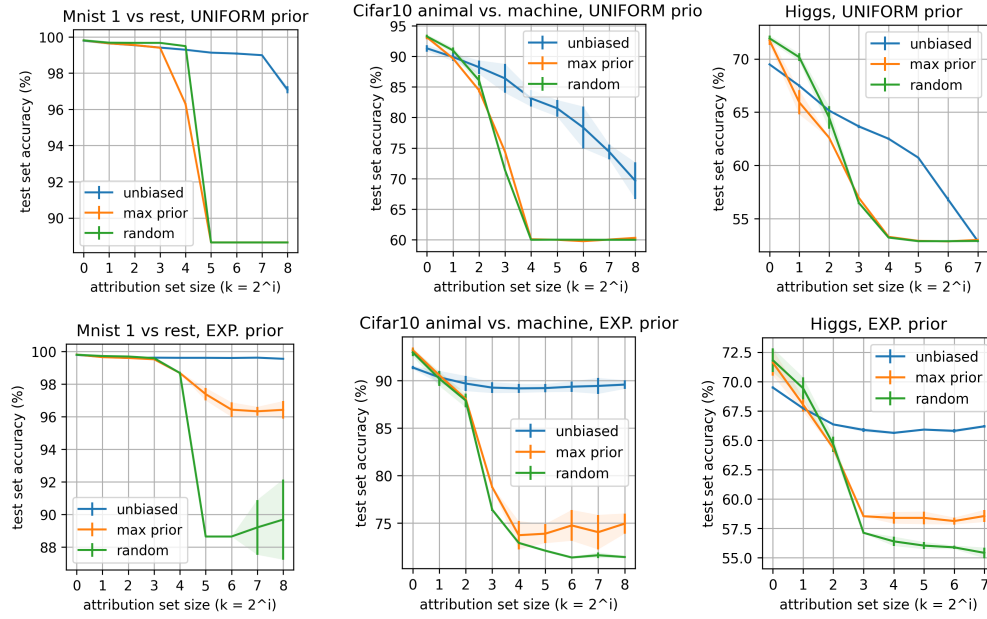 Mnist 1 vs rest, UNIFORM prior
test set accuracy (%)
100
98
96
94
92
90
unbiased
max prior
random
0 1 2 3 4 5 6 7 8
attribution set size (k = 2^i)
Cifar10 animal vs. machine, UNIFORM prio
test set accuracy (%)
95
90
85
80
75
70
65
60
unbiased
max prior
random
0 1 2 3 4 5 6 7 8
attribution set size (k = 2^i)
Higgs, UNIFORM prior
test set accuracy (%)
70
65
60
55
unbiased
max prior
random
0 1 2 3 4 5 6 7
attribution set size (k = 2^i)
Mnist 1 vs rest, EXP. prior
test set accuracy (%)
100
98
96
94
92
90
88
unbiased
max prior
random
0 1 2 3 4 5 6 7 8
attribution set size (k = 2^i)
Cifar10 animal vs. machine, EXP. prior
test set accuracy (%)
90
85
80
75
unbiased
max prior
random
0 1 2 3 4 5 6 7 8
attribution set size (k = 2^i)
Higgs, EXP. prior
test set accuracy (%)
72.5
70.0
67.5
65.0
62.5
60.0
57.5
55.0
unbiased
max prior
random
0 1 2 3 4 5 6 7
attribution set size (k = 2^i)